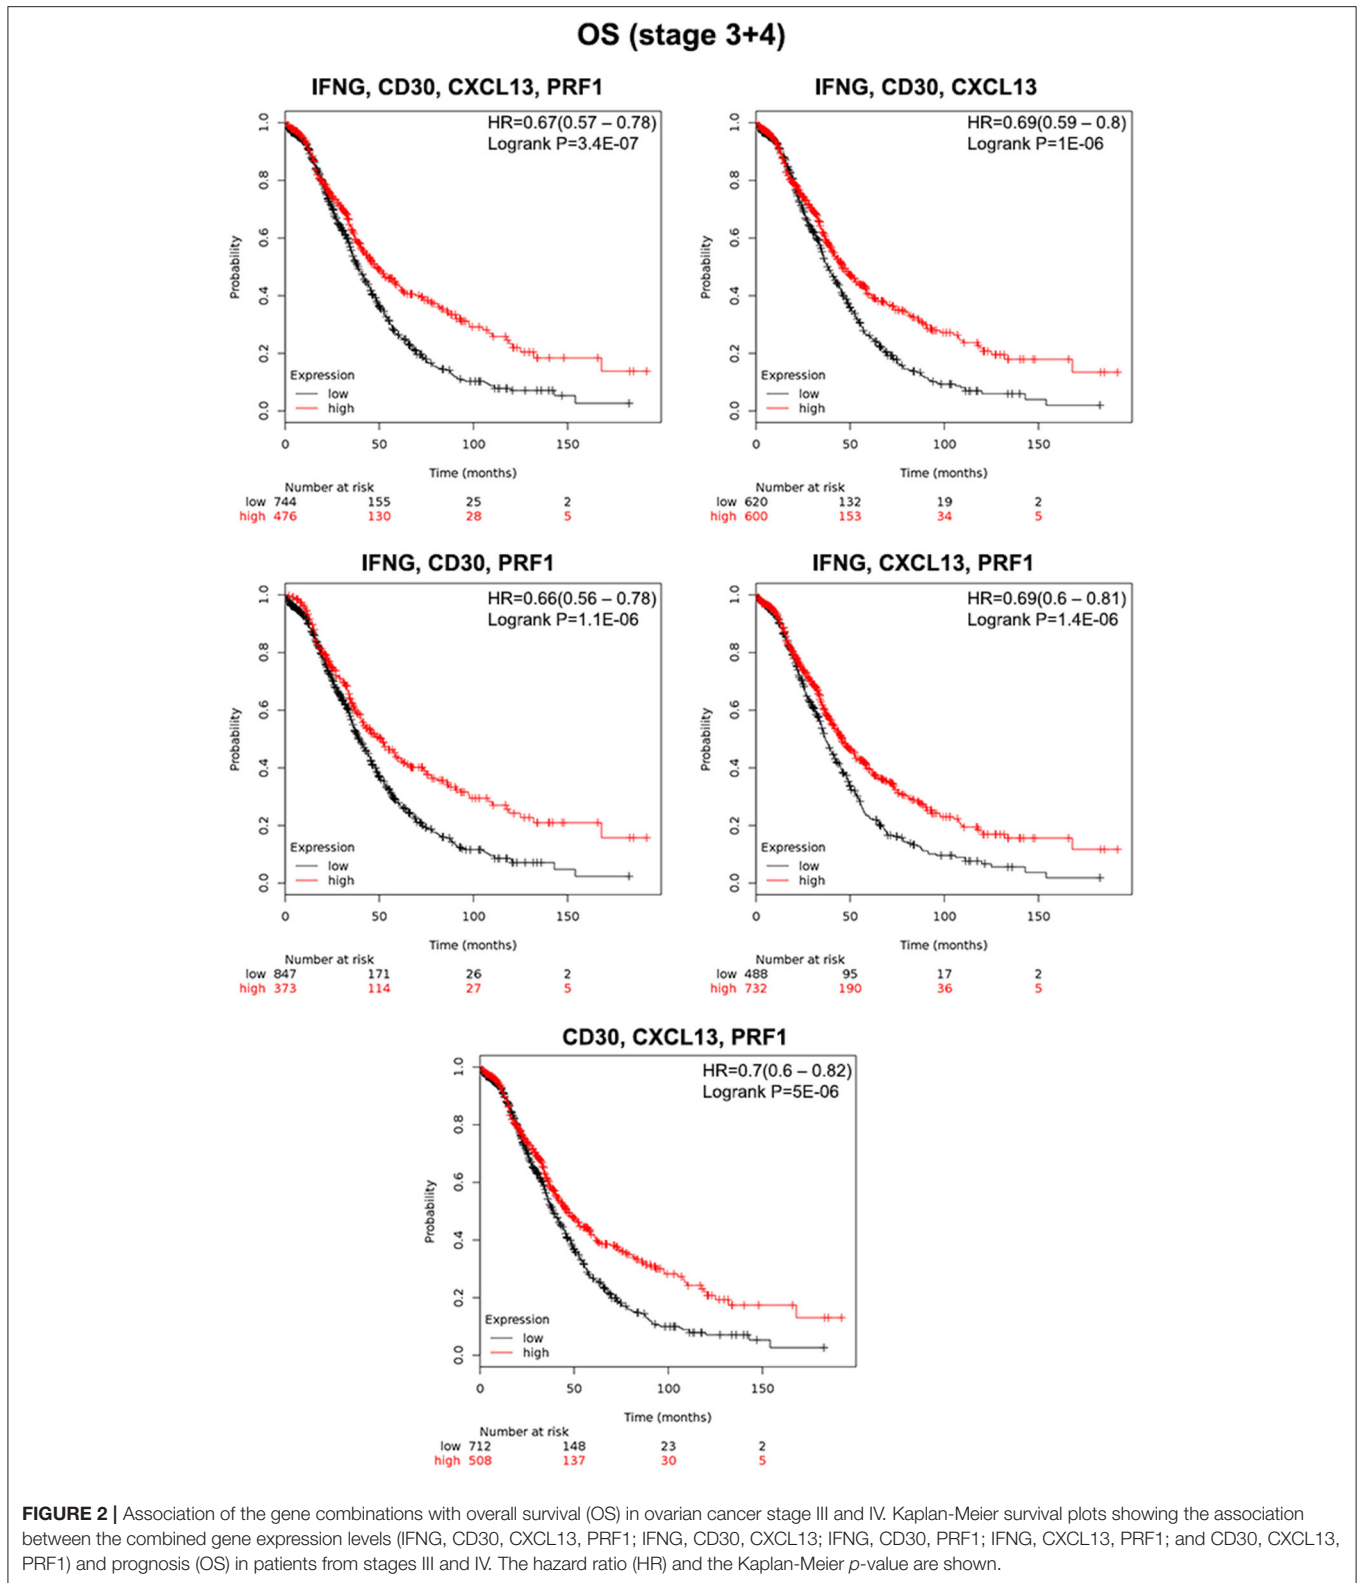 OS (stage 3+4)
IFNG, CD30, CXCL13, PRF1
HR=0.67(0.57 – 0.78)
Logrank P=3.4E-07
Probability
1.0
0.8
0.6
0.4
0.2
0.0
Expression
low
high
0 50 100 150
Time (months)
Number at risk
low 744 155 25 2
high 476 130 28 5
IFNG, CD30, CXCL13
HR=0.69(0.59 – 0.8)
Logrank P=1E-06
Probability
1.0
0.8
0.6
0.4
0.2
0.0
Expression
low
high
0 50 100 150
Time (months)
Number at risk
low 620 132 19 2
high 600 153 34 5
IFNG, CD30, PRF1
HR=0.66(0.56 – 0.78)
Logrank P=1.1E-06
Probability
1.0
0.8
0.6
0.4
0.2
0.0
Expression
low
high
0 50 100 150
Time (months)
Number at risk
low 847 171 26 2
high 373 114 27 5
IFNG, CXCL13, PRF1
HR=0.69(0.6 – 0.81)
Logrank P=1.4E-06
Probability
1.0
0.8
0.6
0.4
0.2
0.0
Expression
low
high
0 50 100 150
Time (months)
Number at risk
low 488 95 17 2
high 732 190 36 5
CD30, CXCL13, PRF1
HR=0.7(0.6 – 0.82)
Logrank P=5E-06
Probability
1.0
0.8
0.6
0.4
0.2
0.0
Expression
low
high
0 50 100 150
Time (months)
Number at risk
low 712 148 23 2
high 508 137 30 5
FIGURE 2 | Association of the gene combinations with overall survival (OS) in ovarian cancer stage III and IV. Kaplan-Meier survival plots showing the association
between the combined gene expression levels (IFNG, CD30, CXCL13, PRF1; IFNG, CD30, CXCL13; IFNG, CD30, PRF1; IFNG, CXCL13, PRF1; and CD30, CXCL13,
PRF1) and prognosis (OS) in patients from stages III and IV. The hazard ratio (HR) and the Kaplan-Meier p-value are shown.